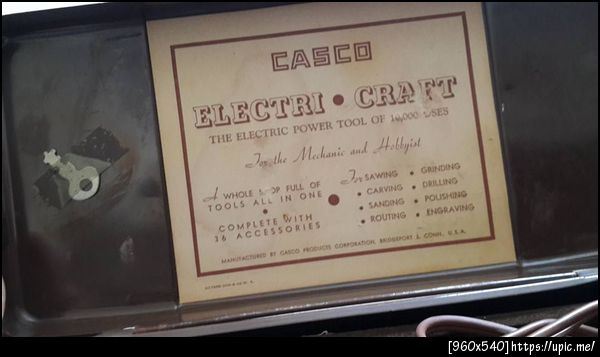 CASCO
ELECTRI • CRAFT
THE ELECTRIC POWER TOOL OF 10,000 USES
For the Mechanic and Hobbyist
A WHOLE SHOP FULL OF
TOOLS ALL IN ONE
•
COMPLETE WITH
36 ACCESSORIES
For SAWING • GRINDING
• CARVING • DRILLING
• SANDING • POLISHING
• ROUTING • ENGRAVING
MANUFACTURED BY CASCO PRODUCTS CORPORATION, BRIDGEPORT 2, CONN., U.S.A.
[960x540]https://upic.me/